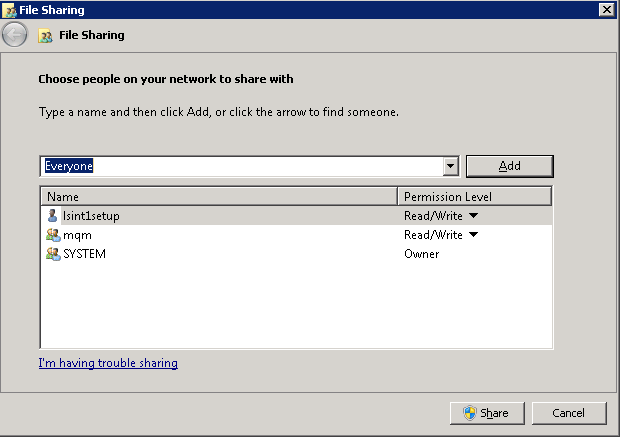 File Sharing
File Sharing
Choose people on your network to share with
Type a name and then click Add, or click the arrow to find someone.
Everyone
Add
Name Permission Level
lsint1setup Read/Write
mqm Read/Write
SYSTEM Owner
I'm having trouble sharing
Share Cancel